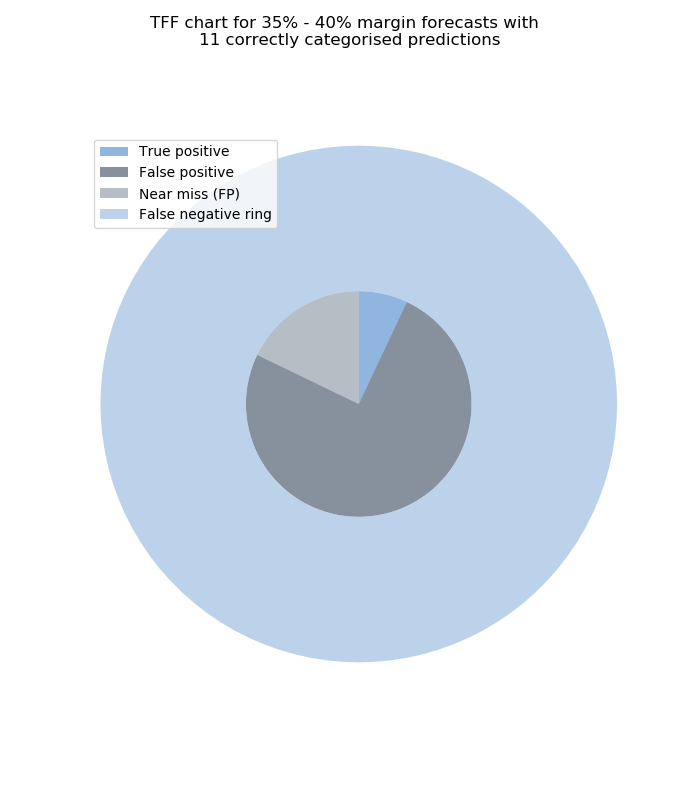 TFF chart for 35% - 40% margin forecasts with
11 correctly categorised predictions
True positive
False positive
Near miss (FP)
False negative ring